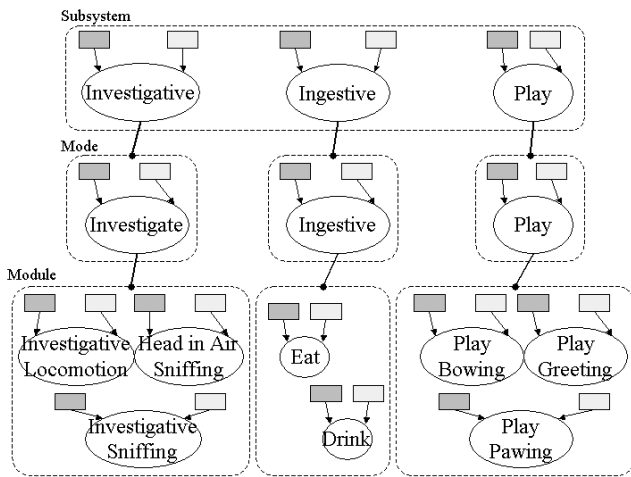 Subsystem
Investigative
Ingestive
Play
Mode
Investigate
Ingestive
Play
Module
Investigative
Locomotion
Head in Air
Sniffing
Investigative
Sniffing
Eat
Drink
Play
Bowing
Play
Greeting
Play
Pawing